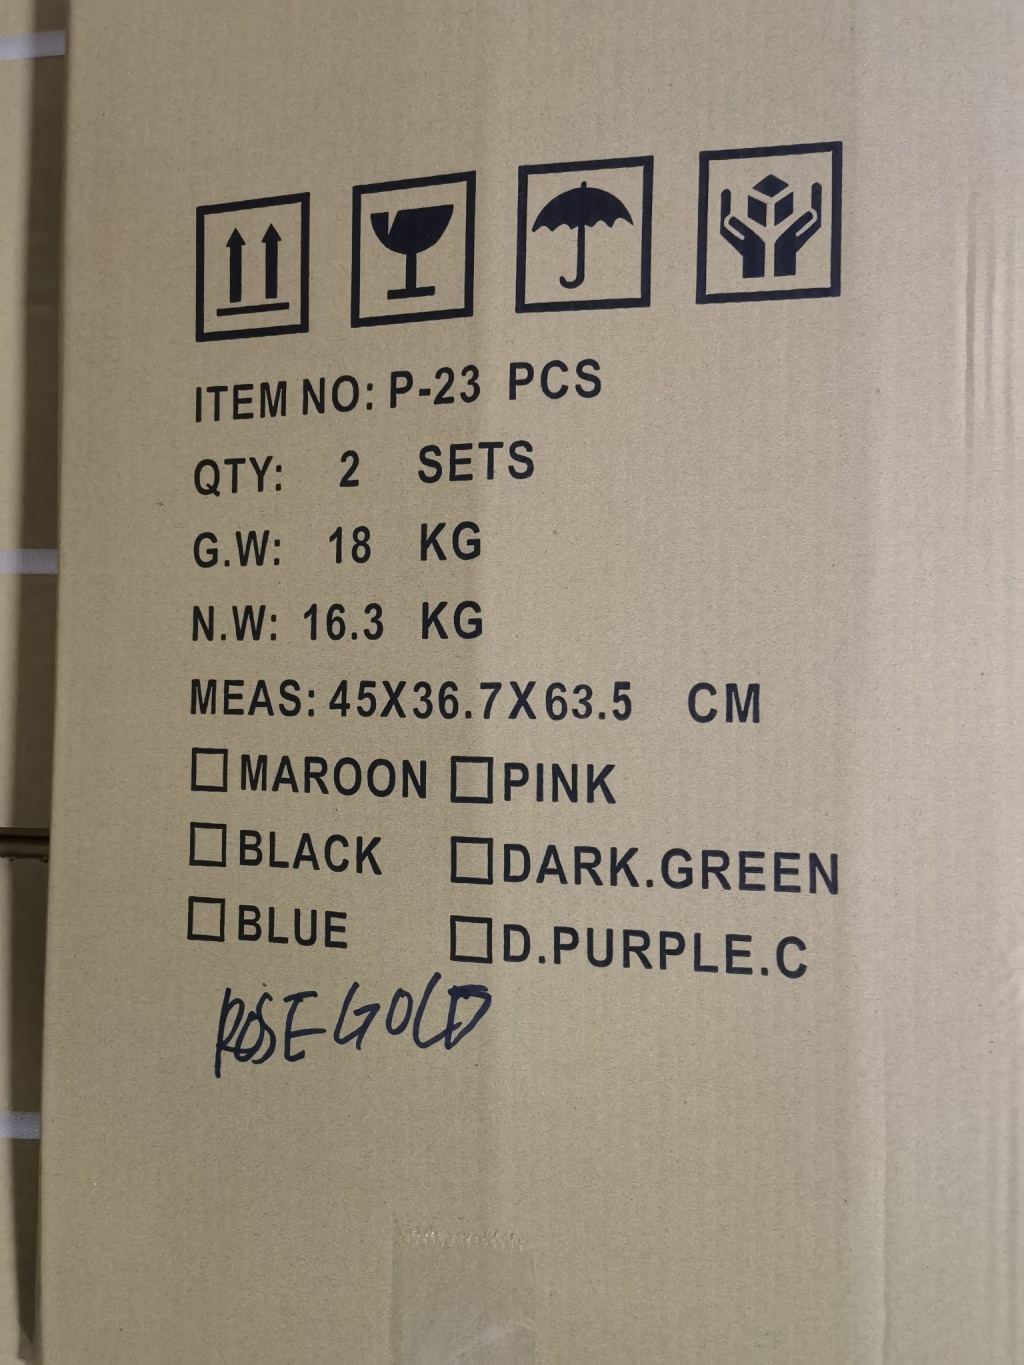 ITEM NO: P-23 PCS
QTY: 2 SETS
G.W: 18 KG
N.W: 16.3 KG
MEAS: 45X36.7X63.5 CM
MAROON PINK
BLACK DARK.GREEN
BLUE D.PURPLE.C
ROSE GOLD